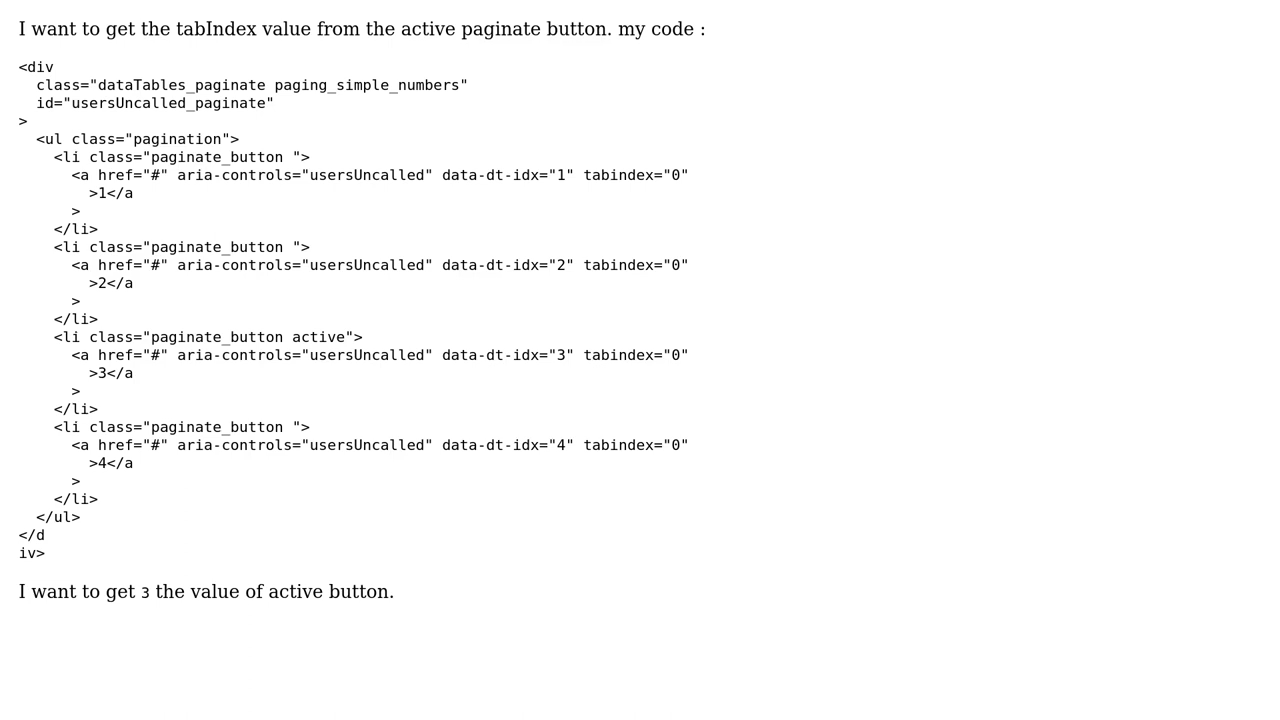 I want to get the tabIndex value from the active paginate button. my code :
<div
  class="dataTables_paginate paging_simple_numbers"
  id="usersUncalled_paginate"
>
  <ul class="pagination">
    <li class="paginate_button ">
      <a href="#" aria-controls="usersUncalled" data-dt-idx="1" tabindex="0"
        >1</a
      >
    </li>
    <li class="paginate_button ">
      <a href="#" aria-controls="usersUncalled" data-dt-idx="2" tabindex="0"
        >2</a
      >
    </li>
    <li class="paginate_button active">
      <a href="#" aria-controls="usersUncalled" data-dt-idx="3" tabindex="0"
        >3</a
      >
    </li>
    <li class="paginate_button ">
      <a href="#" aria-controls="usersUncalled" data-dt-idx="4" tabindex="0"
        >4</a
      >
    </li>
  </ul>
</d
iv>
I want to get 3 the value of active button.